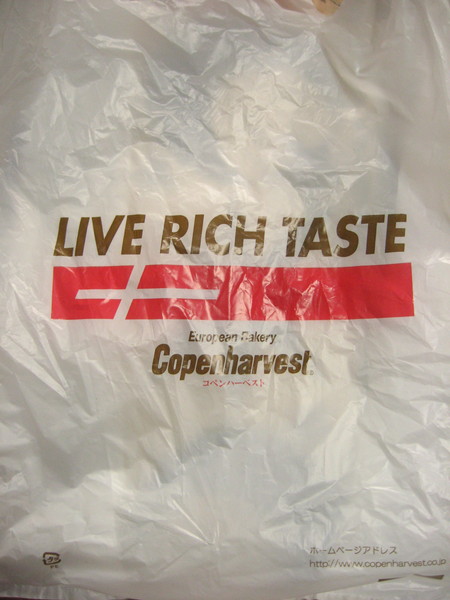 LIVE RICH TASTE
European Bakery
Copenharvest
コペンハーベスト
ホームページアドレス
http://www.copenharvest.co.jp